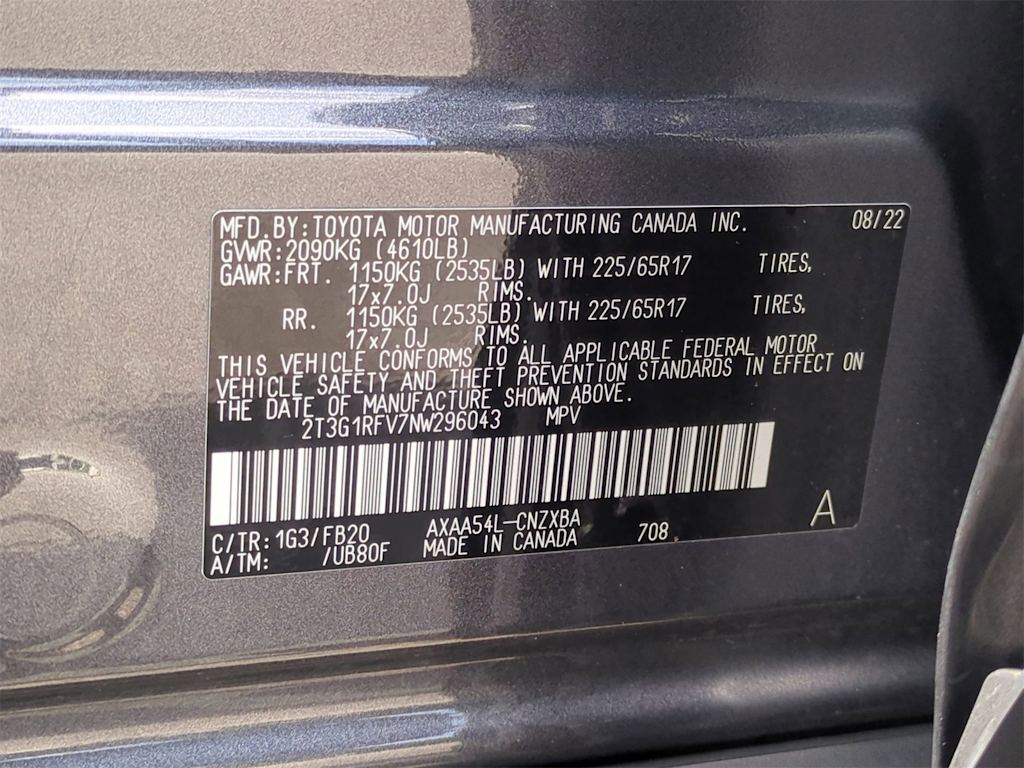 MFD.BY:TOYOTA MOTOR MANUFACTURING CANADA INC. 08/22
GVWR:2090KG (4610LB)
GAWR:FRT. 1150KG (2535LB) WITH 225/65R17 TIRES,
17x7.0J RIMS.
RR. 1150KG (2535LB) WITH 225/65R17 TIRES,
17x7.0J RIMS.
THIS VEHICLE CONFORMS TO ALL APPLICABLE FEDERAL MOTOR
VEHICLE SAFETY AND THEFT PREVENTION STANDARDS IN EFFECT ON
THE DATE OF MANUFACTURE SHOWN ABOVE.
2T3G1RFV7NW296043 MPV
C/TR:1G3/FB20 AXAA54L-CNZXBA 708 A
A/TM: /UB80F MADE IN CANADA